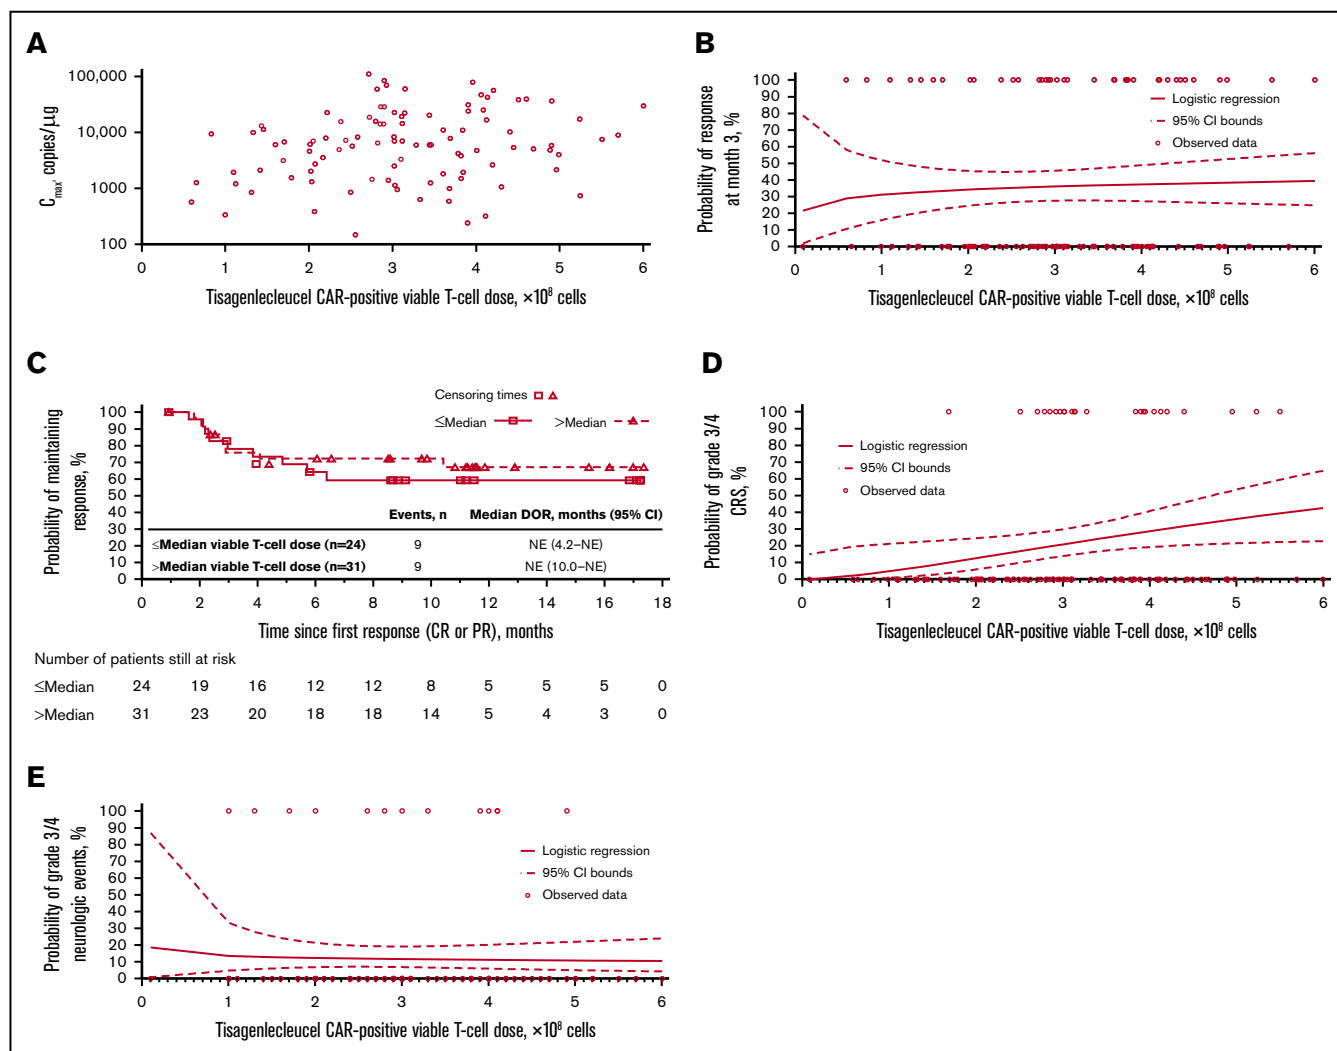 A
100,000
10,000
1000
100
Cmax, copies/µg
0 1 2 3 4 5 6
Tisagenlecleucel CAR-positive viable T-cell dose, ×10⁸ cells
B
100
90
80
70
60
50
40
30
20
10
0
Probability of response
at month 3, %
Logistic regression
95% CI bounds
Observed data
0 1 2 3 4 5 6
Tisagenlecleucel CAR-positive viable T-cell dose, ×10⁸ cells
C
100
90
80
70
60
50
40
30
20
10
0
Probability of maintaining
response, %
Censoring times
≤Median >Median
Events, n Median DOR, months (95% CI)
≤Median viable T-cell dose (n=24) 9 NE (4.2–NE)
>Median viable T-cell dose (n=31) 9 NE (10.0–NE)
0 2 4 6 8 10 12 14 16 18
Time since first response (CR or PR), months
Number of patients still at risk
≤Median 24 19 16 12 12 8 5 5 5 0
>Median 31 23 20 18 18 14 5 4 3 0
D
100
90
80
70
60
50
40
30
20
10
0
Probability of grade 3/4
CRS, %
Logistic regression
95% CI bounds
Observed data
0 1 2 3 4 5 6
Tisagenlecleucel CAR-positive viable T-cell dose, ×10⁸ cells
E
100
90
80
70
60
50
40
30
20
10
0
Probability of grade 3/4
neurologic events, %
Logistic regression
95% CI bounds
Observed data
0 1 2 3 4 5 6
Tisagenlecleucel CAR-positive viable T-cell dose, ×10⁸ cells